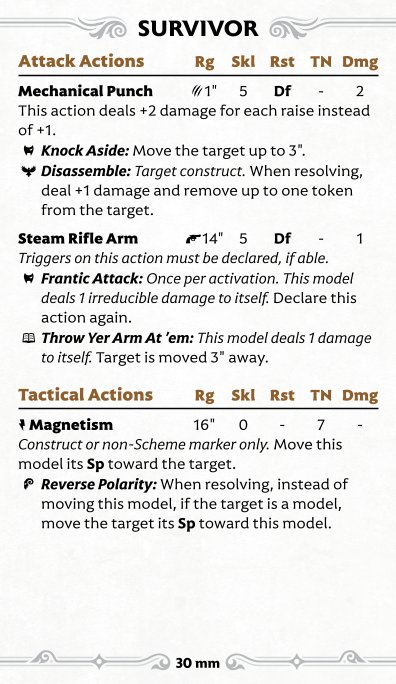 SURVIVOR
Attack Actions Rg Skl Rst TN Dmg
Mechanical Punch 1" 5 Df - 2
This action deals +2 damage for each raise instead
of +1.
Knock Aside: Move the target up to 3".
Disassemble: Target construct. When resolving,
deal +1 damage and remove up to one token
from the target.
Steam Rifle Arm 14" 5 Df - 1
Triggers on this action must be declared, if able.
Frantic Attack: Once per activation. This model
deals 1 irreducible damage to itself. Declare this
action again.
Throw Yer Arm At 'em: This model deals 1 damage
to itself. Target is moved 3" away.
Tactical Actions Rg Skl Rst TN Dmg
Magnetism 16" 0 - 7 -
Construct or non-Scheme marker only. Move this
model its Sp toward the target.
Reverse Polarity: When resolving, instead of
moving this model, if the target is a model,
move the target its Sp toward this model.
30 mm